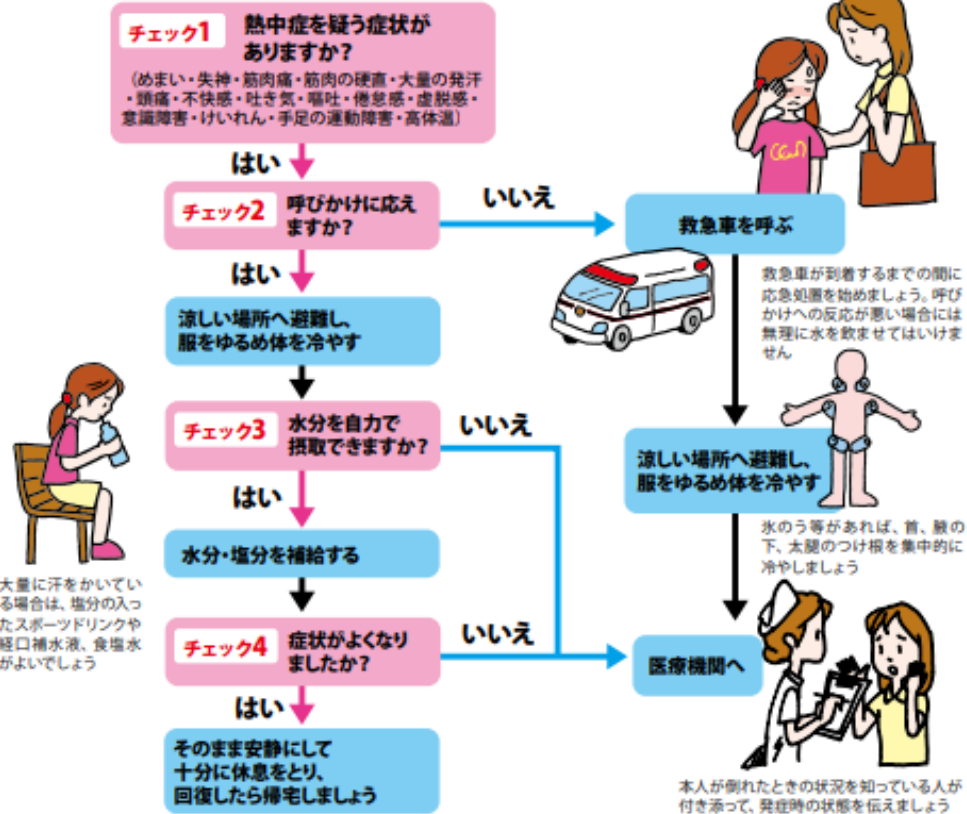 チェック1
熱中症を疑う症状が
ありますか？
（めまい・失神・筋肉痛・筋肉の硬直・大量の発汗
・頭痛・不快感・吐き気・嘔吐・倦怠感・虚脱感・
意識障害・けいれん・手足の運動障害・高体温）
はい
チェック2
呼びかけに応え
ますか？
いいえ
救急車を呼ぶ
救急車が到着するまでの間に
応急処置を始めましょう。呼び
かけへの反応が悪い場合には
無理に水を飲ませてはいけま
せん
はい
涼しい場所へ避難し、
服をゆるめ体を冷やす
チェック3
水分を自力で
摂取できますか？
いいえ
涼しい場所へ避難し、
服をゆるめ体を冷やす
氷のう等があれば、首、腋の
下、太腿のつけ根を集中的に
冷やしましょう
はい
水分・塩分を補給する
大量に汗をかいてい
る場合は、塩分の入っ
たスポーツドリンクや
経口補水液、食塩水
がよいでしょう
チェック4
症状がよくなり
ましたか？
いいえ
医療機関へ
はい
そのまま安静にして
十分に休息をとり、
回復したら帰宅しましょう
本人が倒れたときの状況を知っている人が
付き添って、発症時の状態を伝えましょう